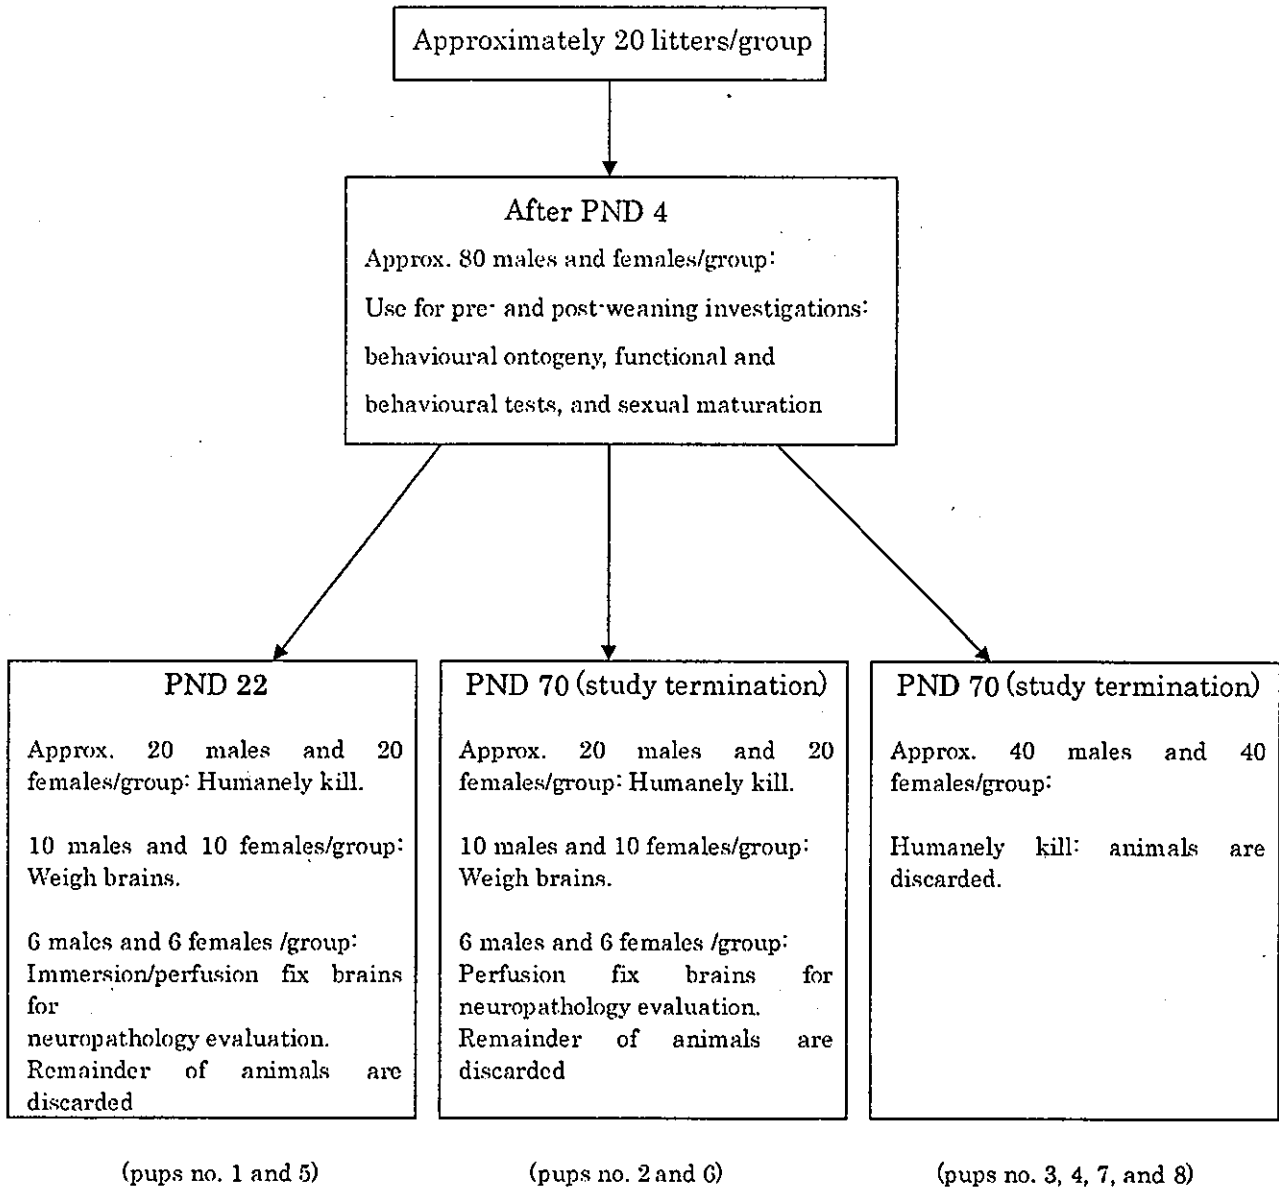 Approximately 20 litters/group
After PND 4
Approx. 80 males and females/group:
Use for pre- and post-weaning investigations:
behavioural ontogeny, functional and
behavioural tests, and sexual maturation
PND 22
Approx. 20 males and 20
females/group: Humanely kill.
10 males and 10 females/group:
Weigh brains.
6 males and 6 females /group:
Immersion/perfusion fix brains
for
neuropathology evaluation.
Remainder of animals are
discarded
(pups no. 1 and 5)
PND 70 (study termination)
Approx. 20 males and 20
females/group: Humanely kill.
10 males and 10 females/group:
Weigh brains.
6 males and 6 females /group:
Perfusion fix brains for
neuropathology evaluation.
Remainder of animals are
discarded
(pups no. 2 and 6)
PND 70 (study termination)
Approx. 40 males and 40
females/group:
Humanely kill: animals are
discarded.
(pups no. 3, 4, 7, and 8)